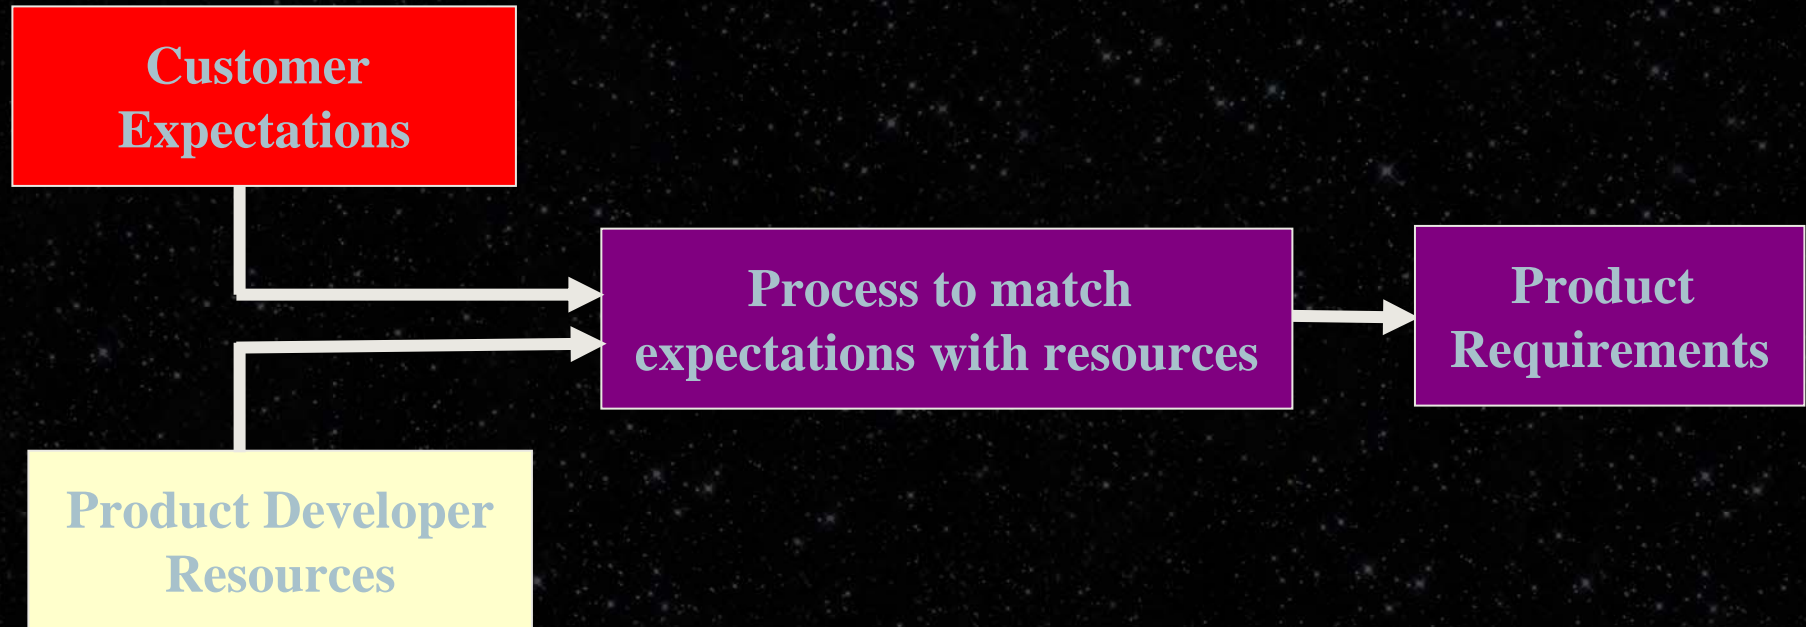 Customer
Expectations
Process to match
expectations with resources
Product
Requirements
Product Developer
Resources